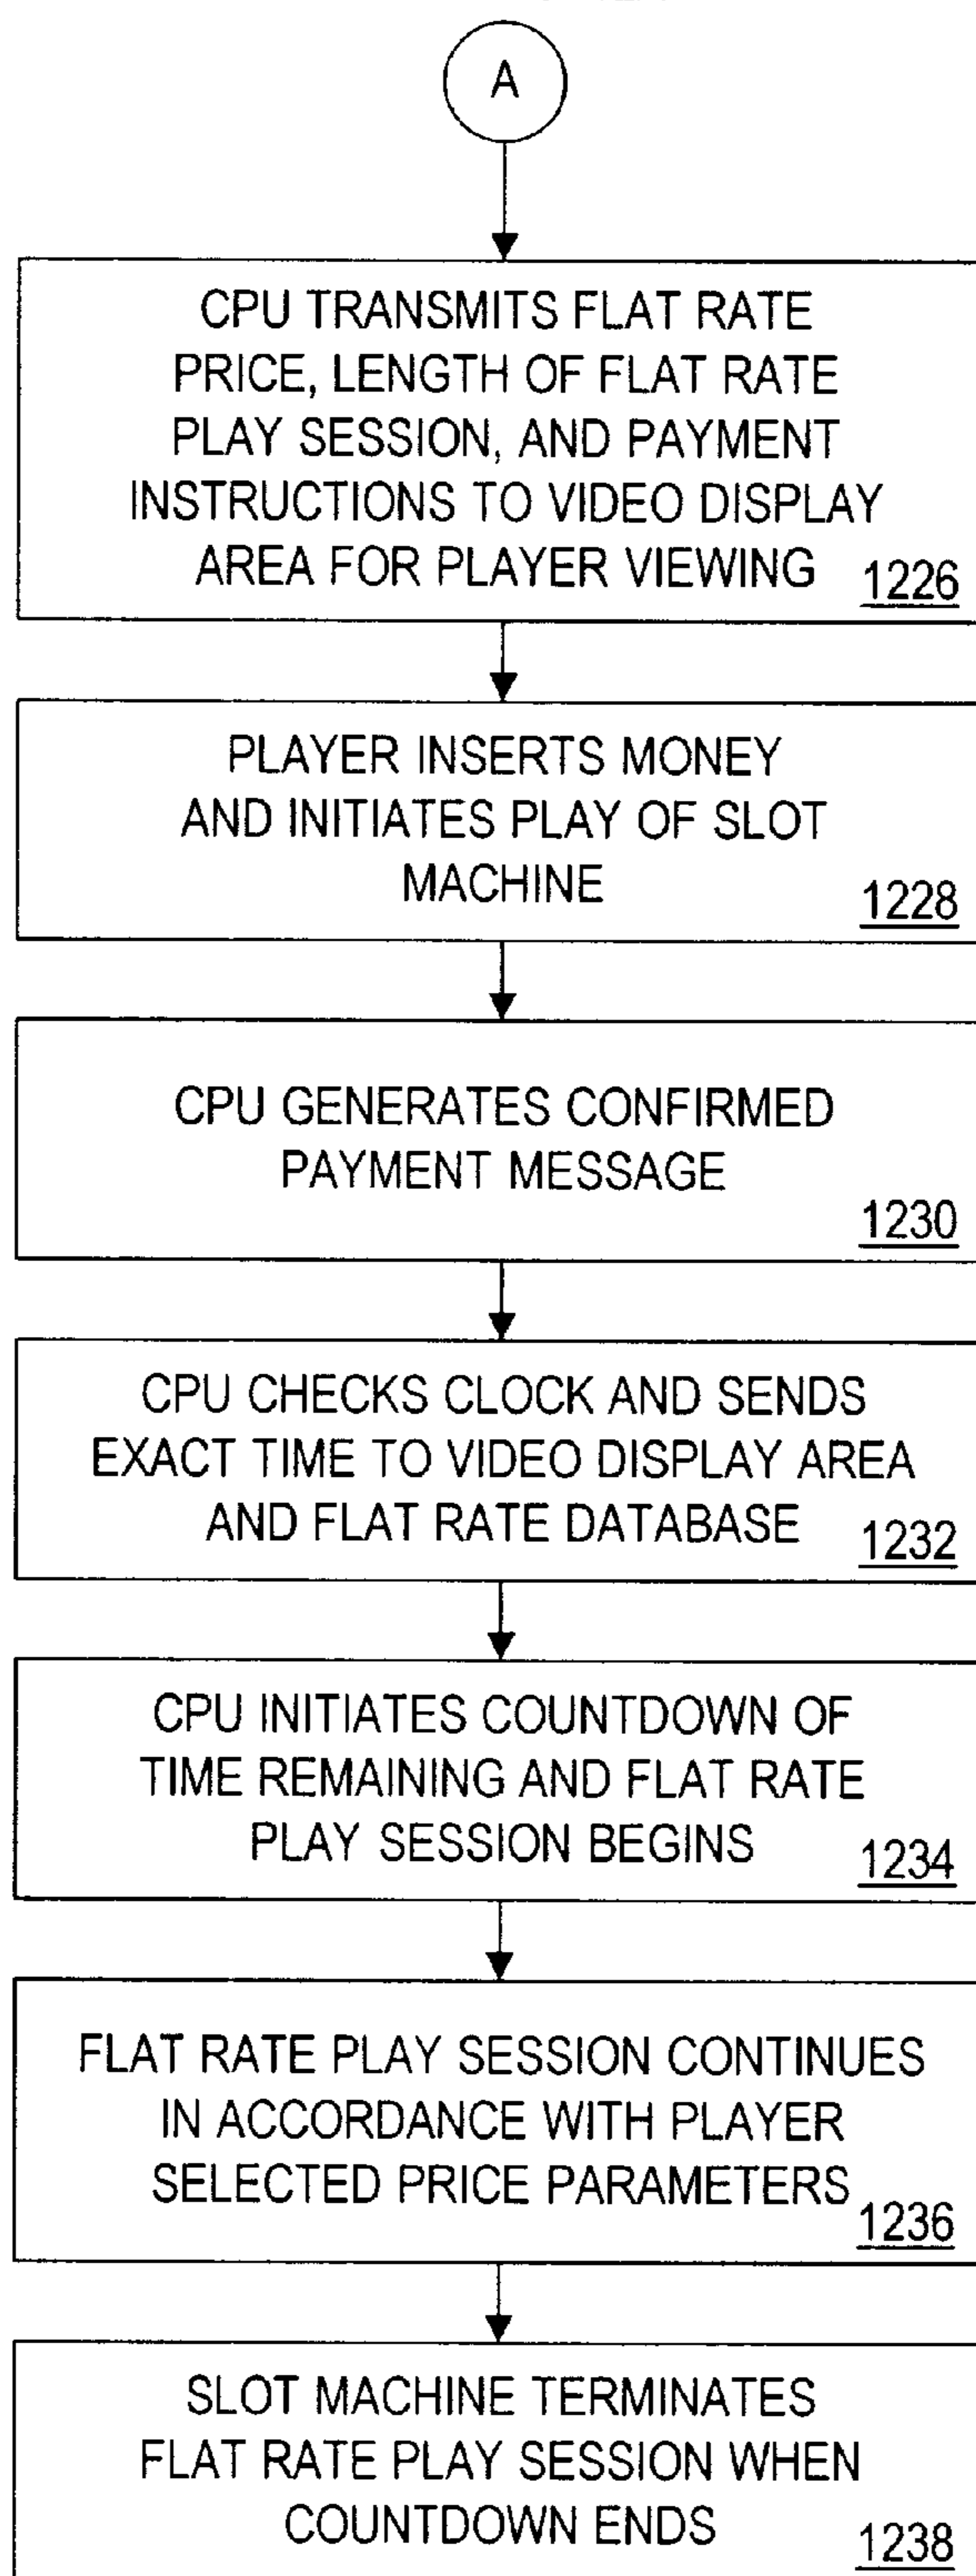 A
CPU TRANSMITS FLAT RATE
PRICE, LENGTH OF FLAT RATE
PLAY SESSION, AND PAYMENT
INSTRUCTIONS TO VIDEO DISPLAY
AREA FOR PLAYER VIEWING
1226
PLAYER INSERTS MONEY
AND INITIATES PLAY OF SLOT
MACHINE
1228
CPU GENERATES CONFIRMED
PAYMENT MESSAGE
1230
CPU CHECKS CLOCK AND SENDS
EXACT TIME TO VIDEO DISPLAY AREA
AND FLAT RATE DATABASE
1232
CPU INITIATES COUNTDOWN OF
TIME REMAINING AND FLAT RATE
PLAY SESSION BEGINS
1234
FLAT RATE PLAY SESSION CONTINUES
IN ACCORDANCE WITH PLAYER
SELECTED PRICE PARAMETERS
1236
SLOT MACHINE TERMINATES
FLAT RATE PLAY SESSION WHEN
COUNTDOWN ENDS
1238